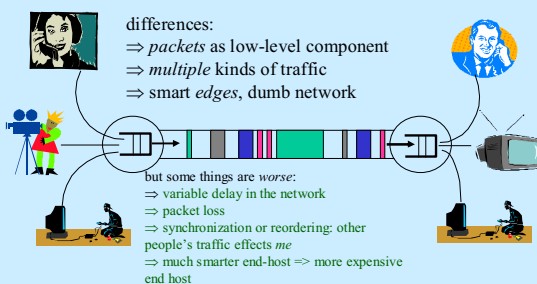 differences:
⇒ packets as low-level component
⇒ multiple kinds of traffic
⇒ smart edges, dumb network
but some things are worse:
⇒ variable delay in the network
⇒ packet loss
⇒ synchronization or reordering: other
people's traffic effects me
⇒ much smarter end-host => more expensive
end host